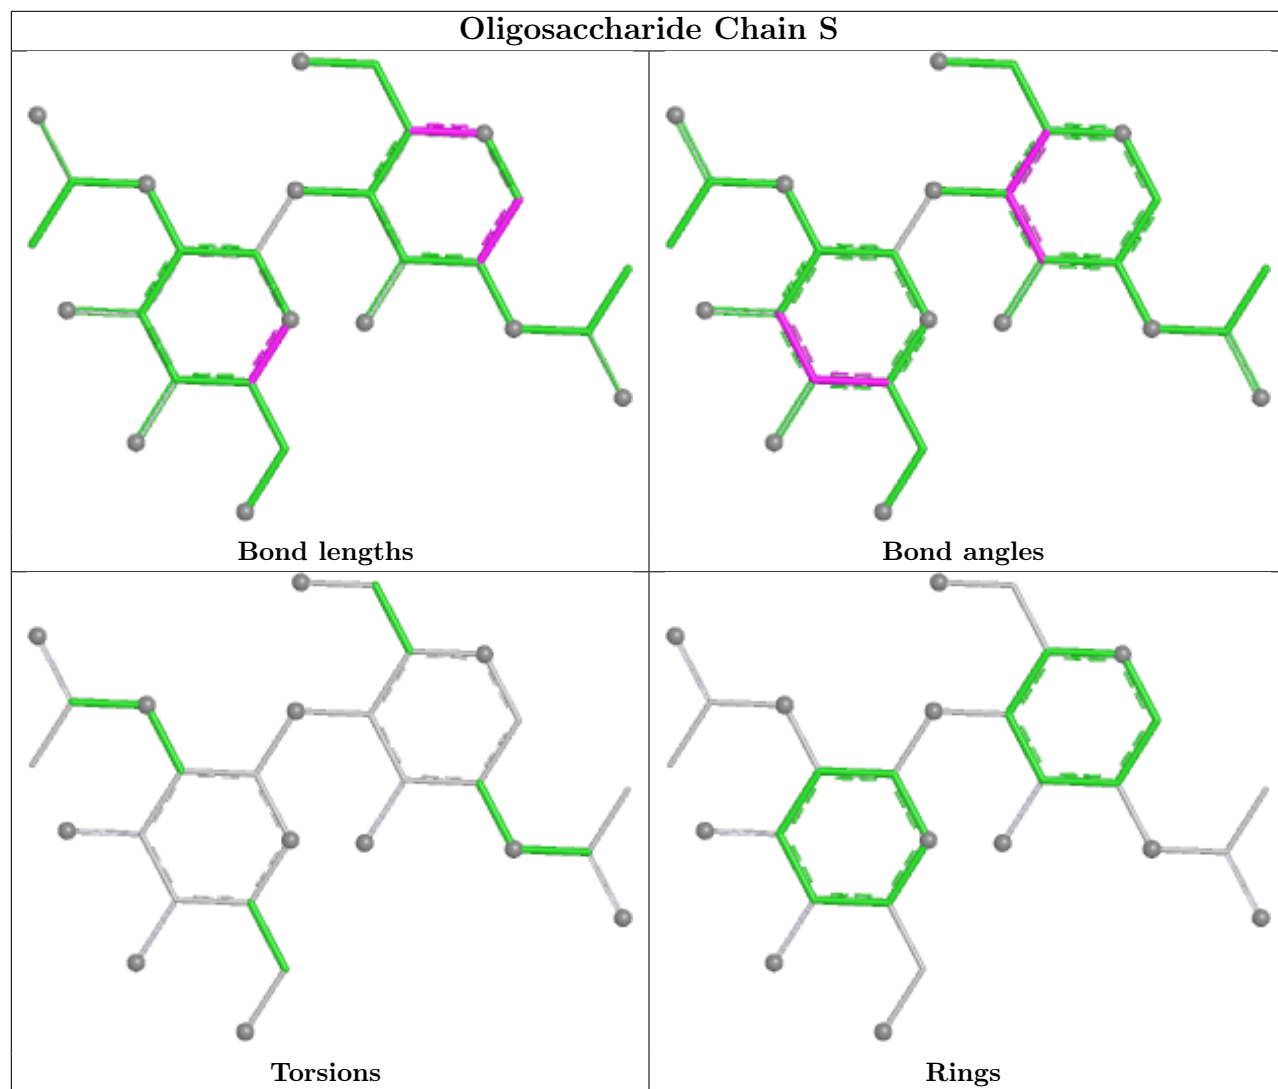 Oligosaccharide Chain S
Bond lengths
Bond angles
Torsions
Rings